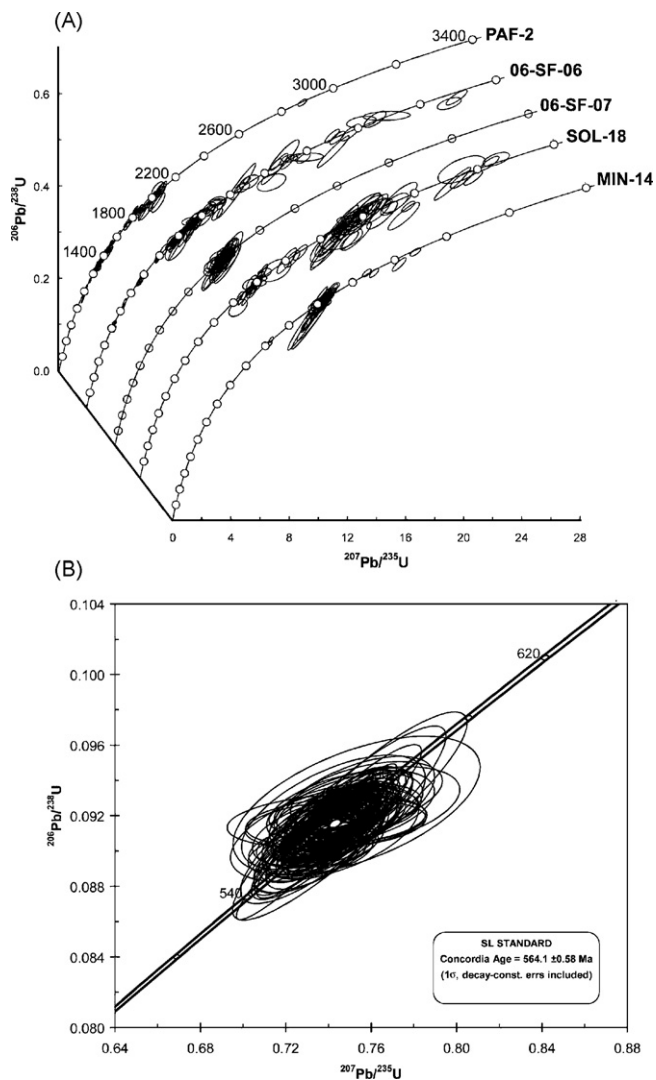 (A)
3400 PAF-2
3000 06-SF-06
0.6
2600 06-SF-07
2200 SOL-18
0.4
1800 MIN-14
1400
0.2
0.0
²⁰⁶Pb/²³⁸U
0 4 8 12 16 20 24 28
²⁰⁷Pb/²³⁵U
(B)
0.104
620
0.100
0.096
²⁰⁶Pb/²³⁸U
0.092
540
0.088
SL STANDARD
Concordia Age = 564.1 ±0.58 Ma
(1σ, decay-const. errs included)
0.084
0.080
0.64 0.68 0.72 0.76 0.80 0.84 0.88
²⁰⁷Pb/²³⁵U